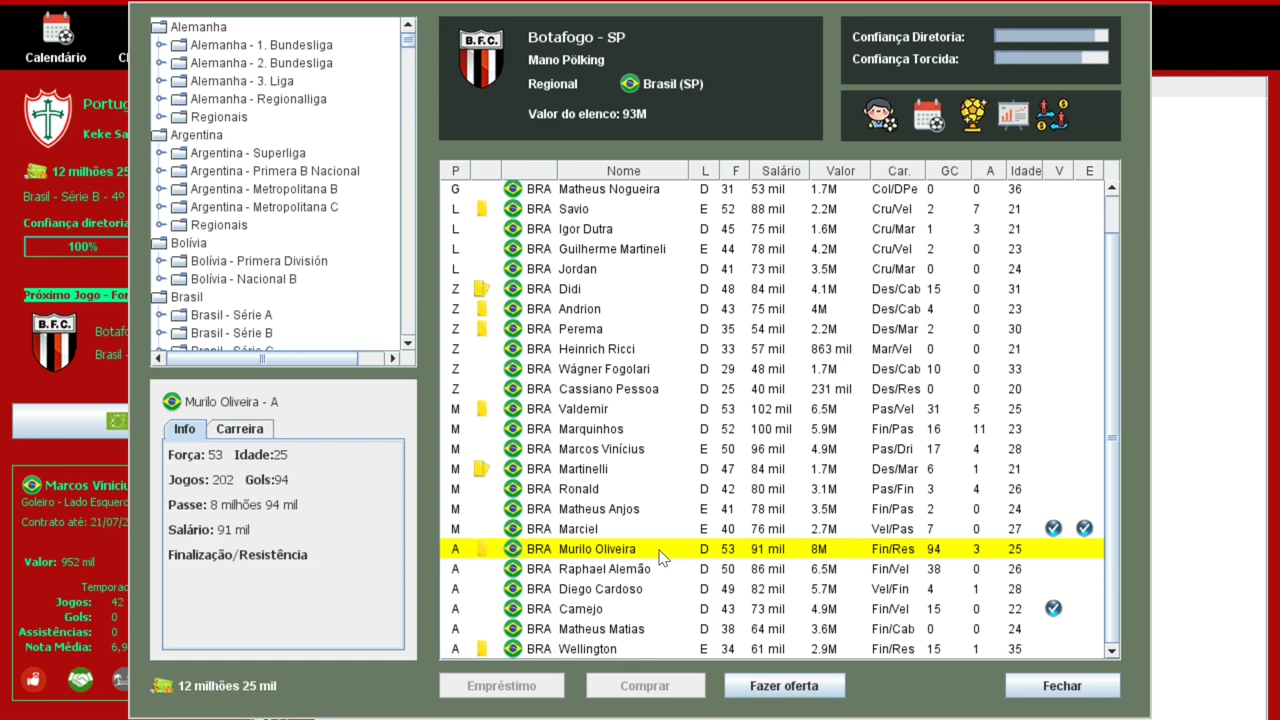 Calendário
Portug
Keke Sa
12 milhões 25
Brasil - Série B - 4º
Confiança diretoria
100%
Próximo Jogo - For
B.F.C.
Botafo
Brasil -
Marcos Viniciu
Goleiro - Lado Esquerd
Contrato até: 21/07/2
Valor: 952 mil
Temporad
Jogos: 42
Gols: 0
Assistências: 0
Nota Média: 6,9
Alemanha
Alemanha - 1. Bundesliga
Alemanha - 2. Bundesliga
Alemanha - 3. Liga
Alemanha - Regionalliga
Regionais
Argentina
Argentina - Superliga
Argentina - Primera B Nacional
Argentina - Metropolitana B
Argentina - Metropolitana C
Regionais
Bolívia
Bolívia - Primera División
Bolívia - Nacional B
Brasil
Brasil - Série A
Brasil - Série B
Brasil - Série C
Murilo Oliveira - A
Info Carreira
Força: 53 Idade:25
Jogos: 202 Gols:94
Passe: 8 milhões 94 mil
Salário: 91 mil
Finalização/Resistência
12 milhões 25 mil
B.F.C.
Botafogo - SP
Mano Pölking
Regional Brasil (SP)
Valor do elenco: 93M
Confiança Diretoria:
Confiança Torcida:
P Nome L F Salário Valor Car. GC A Idade V E
G BRA Matheus Nogueira D 31 53 mil 1.7M Col/DPe 0 0 36
L BRA Savio E 52 88 mil 2.2M Cru/Vel 2 7 21
L BRA Igor Dutra D 45 75 mil 1.6M Cru/Mar 1 3 21
L BRA Guilherme Martineli E 44 78 mil 4.2M Cru/Vel 2 0 23
L BRA Jordan D 41 73 mil 3.5M Cru/Mar 0 0 24
Z BRA Didi D 48 84 mil 4.1M Des/Cab 15 0 31
Z BRA Andrion D 43 75 mil 4M Des/Cab 4 0 23
Z BRA Perema D 35 54 mil 2.2M Des/Mar 2 0 30
Z BRA Heinrich Ricci D 33 57 mil 863 mil Mar/Vel 0 0 21
Z BRA Wágner Fogolari D 29 48 mil 1.7M Des/Cab 10 0 33
Z BRA Cassiano Pessoa D 25 40 mil 231 mil Des/Res 0 0 20
M BRA Valdemir D 53 102 mil 6.5M Pas/Vel 31 5 25
M BRA Marquinhos D 52 100 mil 5.9M Fin/Pas 16 11 23
M BRA Marcos Vinícius E 50 96 mil 4.9M Pas/Dri 17 4 28
M BRA Martinelli D 47 84 mil 1.7M Des/Mar 6 1 21
M BRA Ronald D 42 80 mil 3.1M Pas/Fin 3 4 26
M BRA Matheus Anjos E 41 78 mil 3.5M Fin/Pas 2 0 24
M BRA Marciel E 40 76 mil 2.7M Vel/Pas 7 0 27
A BRA Murilo Oliveira D 53 91 mil 8M Fin/Res 94 3 25
A BRA Raphael Alemão D 50 86 mil 6.5M Fin/Vel 38 0 26
A BRA Diego Cardoso D 49 82 mil 5.7M Vel/Fin 4 1 28
A BRA Camejo D 43 73 mil 4.9M Fin/Vel 15 0 22
A BRA Matheus Matias D 38 64 mil 3.6M Fin/Cab 0 0 24
A BRA Wellington E 34 61 mil 2.9M Fin/Res 15 1 35
Empréstimo Comprar Fazer oferta Fechar